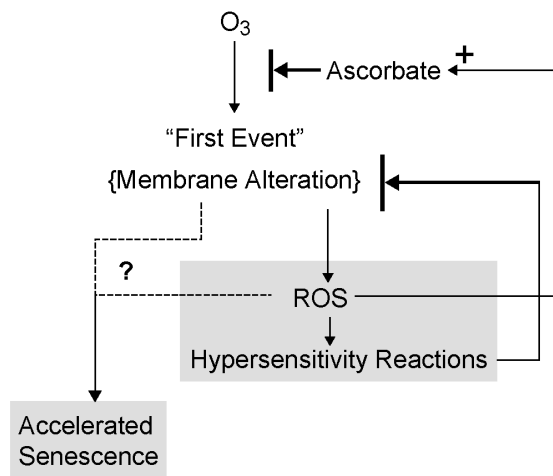 O₃
Ascorbate
+
“First Event”
{Membrane Alteration}
?
ROS
Hypersensitivity Reactions
Accelerated
Senescence